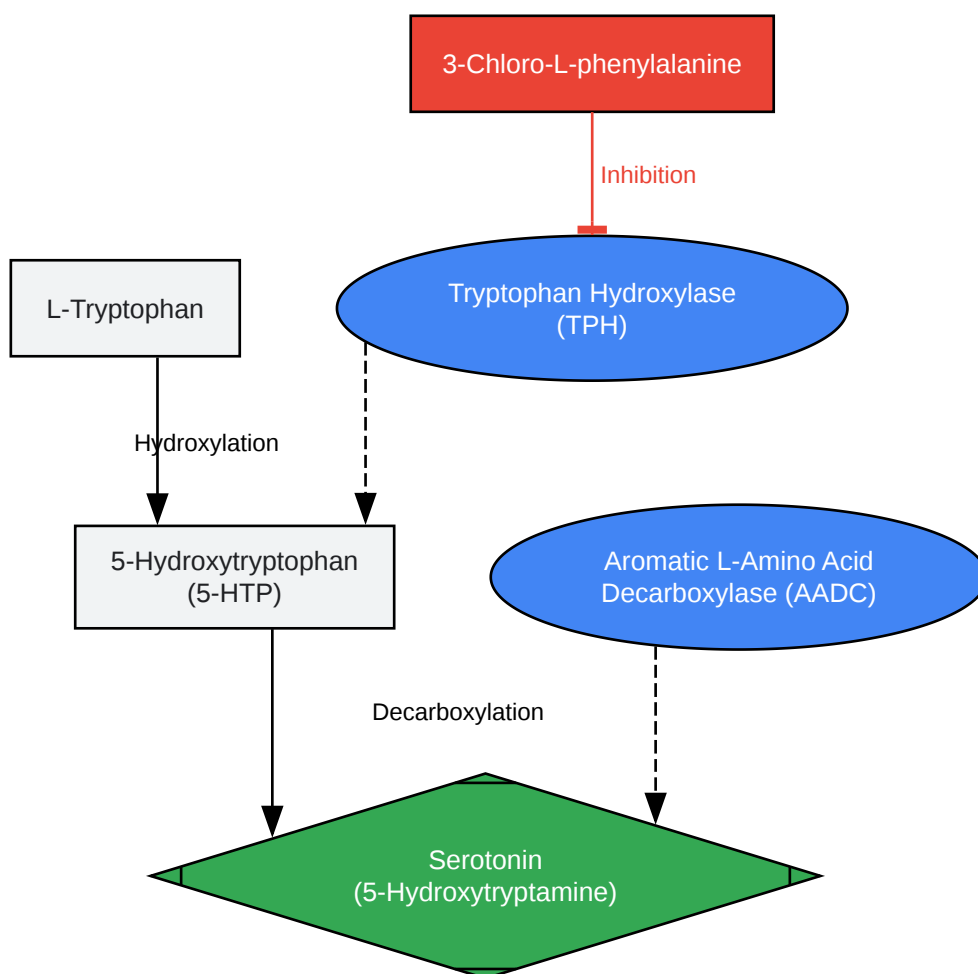 3-Chloro-L-phenylalanine
Inhibition
L-Tryptophan
Tryptophan Hydroxylase
(TPH)
Hydroxylation
5-Hydroxytryptophan
(5-HTP)
Aromatic L-Amino Acid
Decarboxylase (AADC)
Decarboxylation
Serotonin
(5-Hydroxytryptamine)